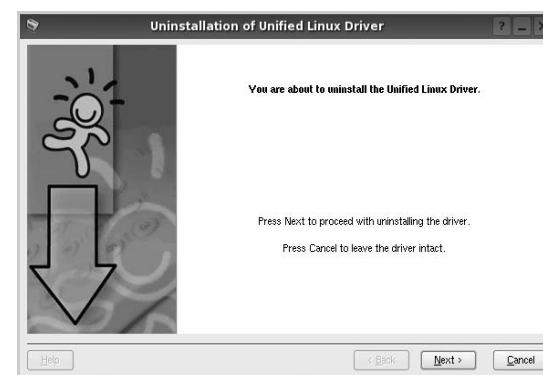 Uninstallation of Unified Linux Driver
You are about to uninstall the Unified Linux Driver.
Press Next to proceed with uninstalling the driver.
Press Cancel to leave the driver intact.
Help
< Back
Next >
Cancel